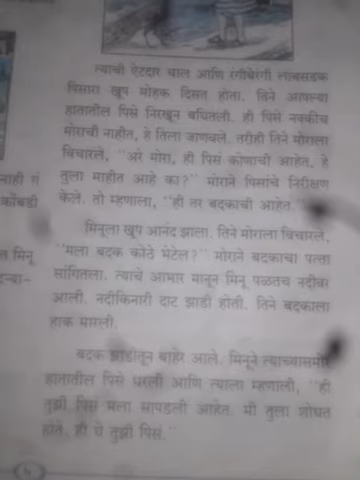 त्याची ऐटदार चाल आणि रंगीबेरंगी लांबसडक
पिसारा खूप मोहक दिसत होता. तिने आपल्या
हातातील पिसे निरखून बघितली. ही पिसे नक्कीच
मोराची नाहीत, हे तिला जाणवले. तरीही तिने मोराला
विचारले, "अरे मोरा, ही पिसं कोणाची आहेत, हे
तुला माहीत आहे का?" मोराने पिसांचे निरीक्षण
केले. तो म्हणाला, "ही तर बदकाची आहेत."
मिनूला खूप आनंद झाला. तिने मोराला विचारले,
"मला बदक कोठे भेटेल?" मोराने बदकाचा पत्ता
सांगितला. त्याचे आभार मानून मिनू पळतच नदीवर
आली. नदीकिनारी दाट झाडी होती. तिने बदकाला
हाक मारली.
बदक झाडीतून बाहेर आले. मिनूने त्याच्यासमोर
हातातील पिसे धरली आणि त्याला म्हणाली, "ही
तुझी पिसं मला सापडली आहेत. मी तुला शोधत
होते. ही घे तुझी पिसं."
नाही गं
कोंबडी
मिनू